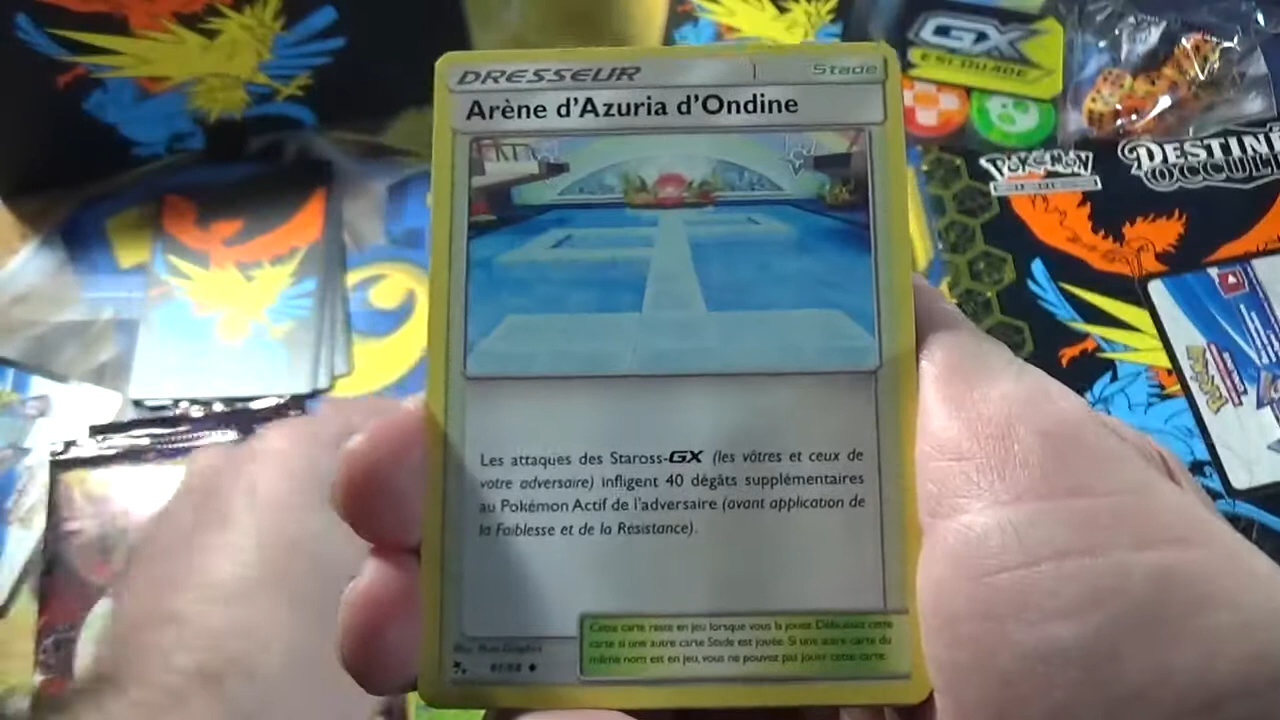 DRESSEUR
Stade
Arène d'Azuria d'Ondine
Les attaques des Staross-GX (les vôtres et ceux de
votre adversaire) infligent 40 dégâts supplémentaires
au Pokémon Actif de l'adversaire (avant application de
la Faiblesse et de la Résistance).
Cette carte reste en jeu lorsque vous la jouez. Défaussez cette
carte si une autre carte Stade est jouée. Si une autre carte du
même nom est en jeu, vous ne pouvez pas jouer cette carte.
GX
POKÉMON
DESTINÉ
OCCUL